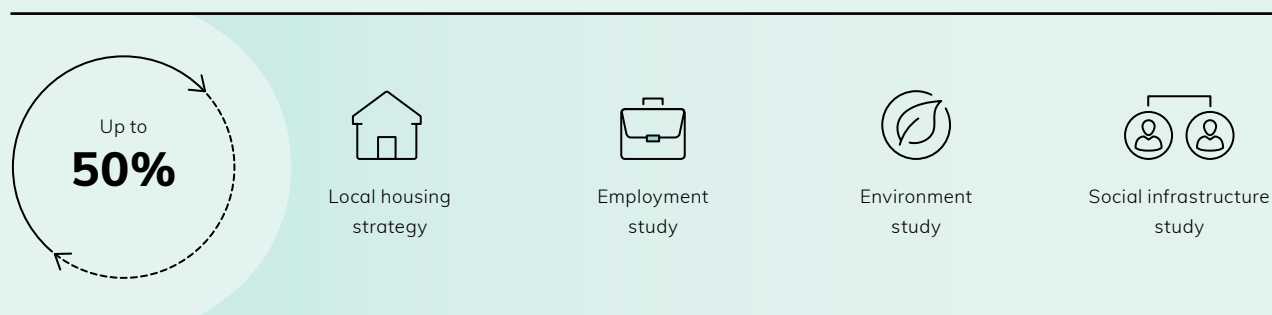 Up to
50%
Local housing
strategy
Employment
study
Environment
study
Social infrastructure
study